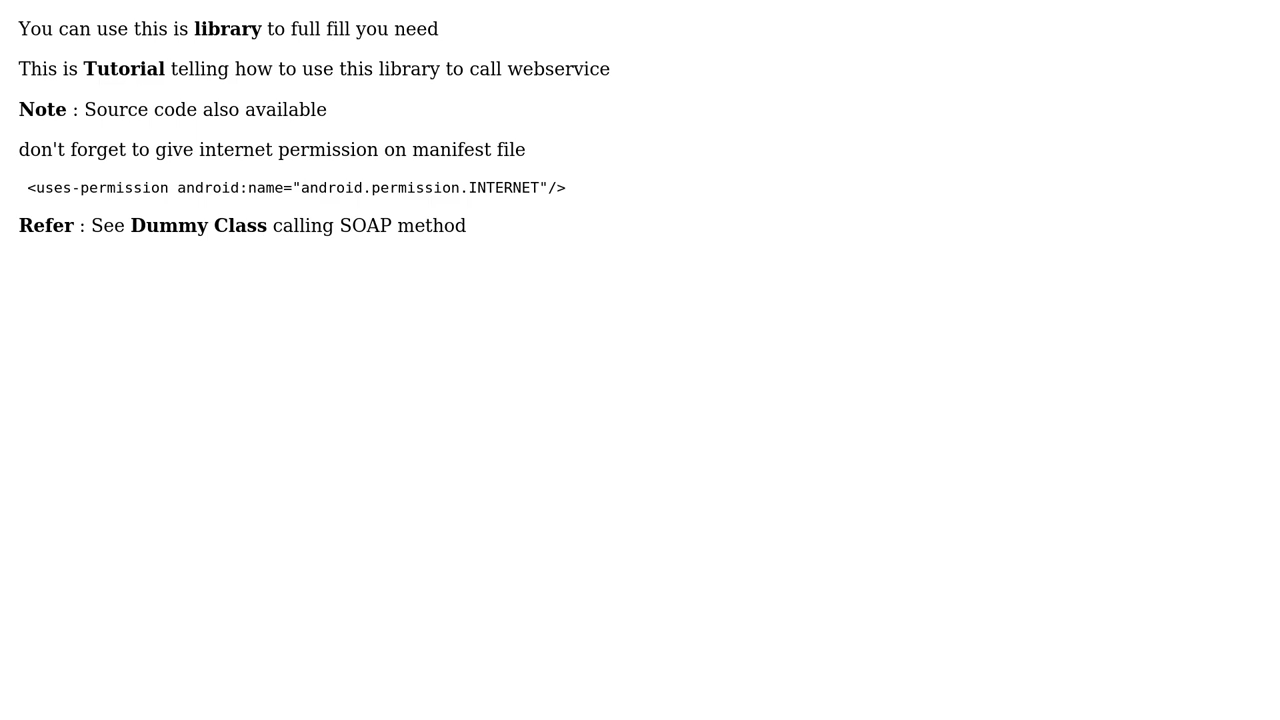 You can use this is library to full fill you need
This is Tutorial telling how to use this library to call webservice
Note : Source code also available
don't forget to give internet permission on manifest file
<uses-permission android:name="android.permission.INTERNET"/>
Refer : See Dummy Class calling SOAP method